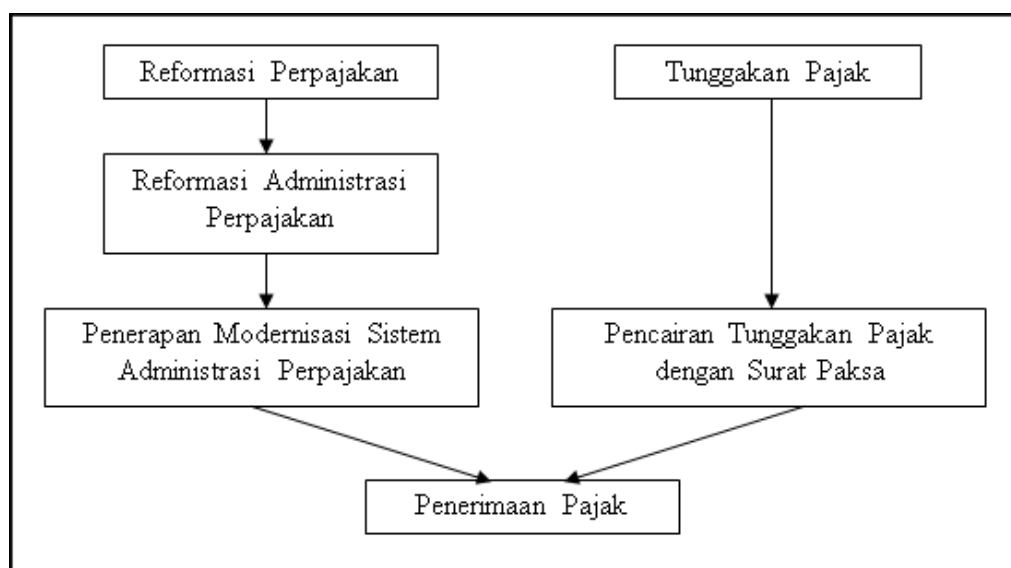 Reformasi Perpajakan
Tunggakan Pajak
Reformasi Administrasi
Perpajakan
Penerapan Modernisasi Sistem
Administrasi Perpajakan
Pencairan Tunggakan Pajak
dengan Surat Paksa
Penerimaan Pajak